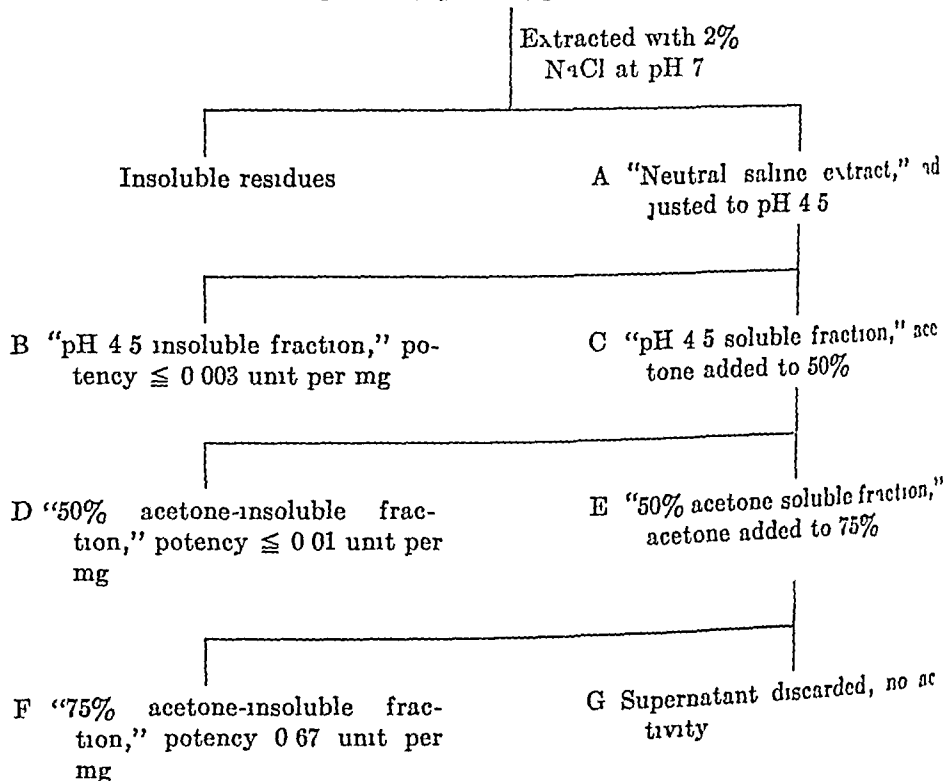 Extracted with 2%
NaCl at pH 7
Insoluble residues
A "Neutral saline extract," ad
justed to pH 4 5
B "pH 4 5 insoluble fraction," po-
tency ≦ 0 003 unit per mg
C "pH 4 5 soluble fraction," ace
tone added to 50%
D "50% acetone-insoluble frac-
tion," potency ≦ 0 01 unit per
mg
E "50% acetone soluble fraction,"
acetone added to 75%
F "75% acetone-insoluble frac-
tion," potency 0 67 unit per
mg
G Supernatant discarded, no ac
tivity